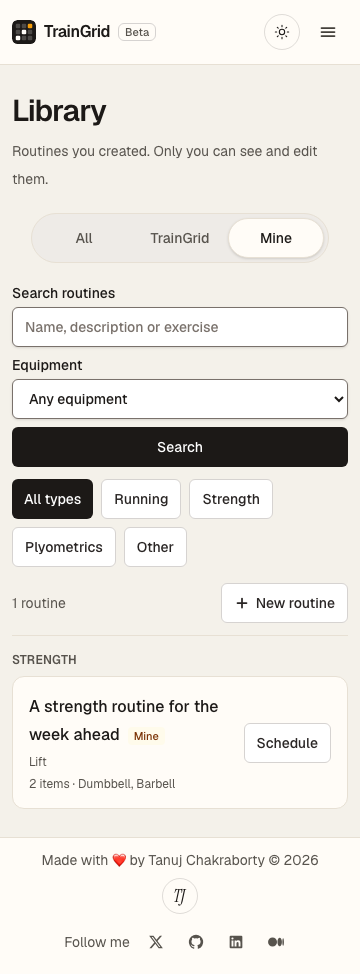 TrainGrid Beta
Library
Routines you created. Only you can see and edit
them.
All TrainGrid Mine
Search routines
Name, description or exercise
Equipment
Any equipment
Search
All types Running Strength
Plyometrics Other
1 routine + New routine
STRENGTH
A strength routine for the
week ahead Mine
Schedule
Lift
2 items · Dumbbell, Barbell
Made with ❤️ by Tanuj Chakraborty © 2026
TJ
Follow me